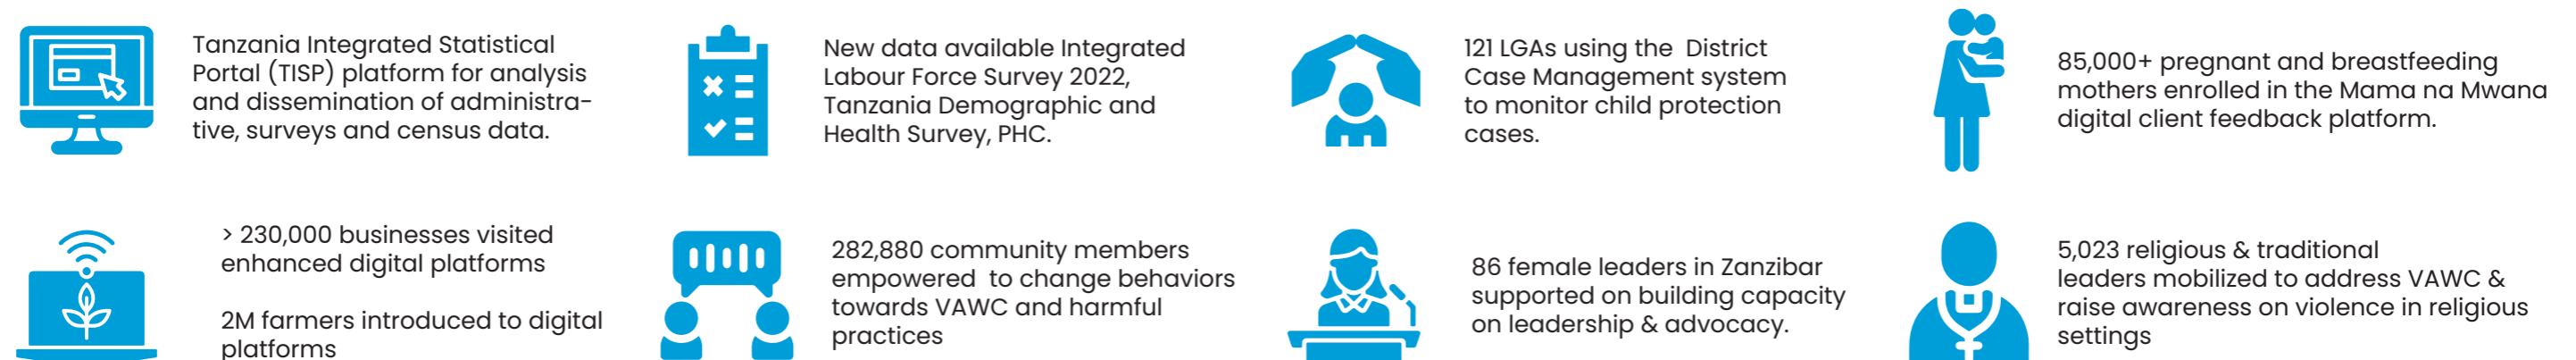 Tanzania Integrated Statistical
Portal (TISP) platform for analysis
and dissemination of administra-
tive, surveys and census data.
New data available Integrated
Labour Force Survey 2022,
Tanzania Demographic and
Health Survey, PHC.
121 LGAs using the  District
Case Management system
to monitor child protection
cases.
85,000+ pregnant and breastfeeding
mothers enrolled in the Mama na Mwana
digital client feedback platform.
> 230,000 businesses visited
enhanced digital platforms
2M farmers introduced to digital
platforms
282,880 community members
empowered  to change behaviors
towards VAWC and harmful
practices
86 female leaders in Zanzibar
supported on building capacity
on leadership & advocacy.
5,023 religious & traditional
leaders mobilized to address VAWC &
raise awareness on violence in religious
settings